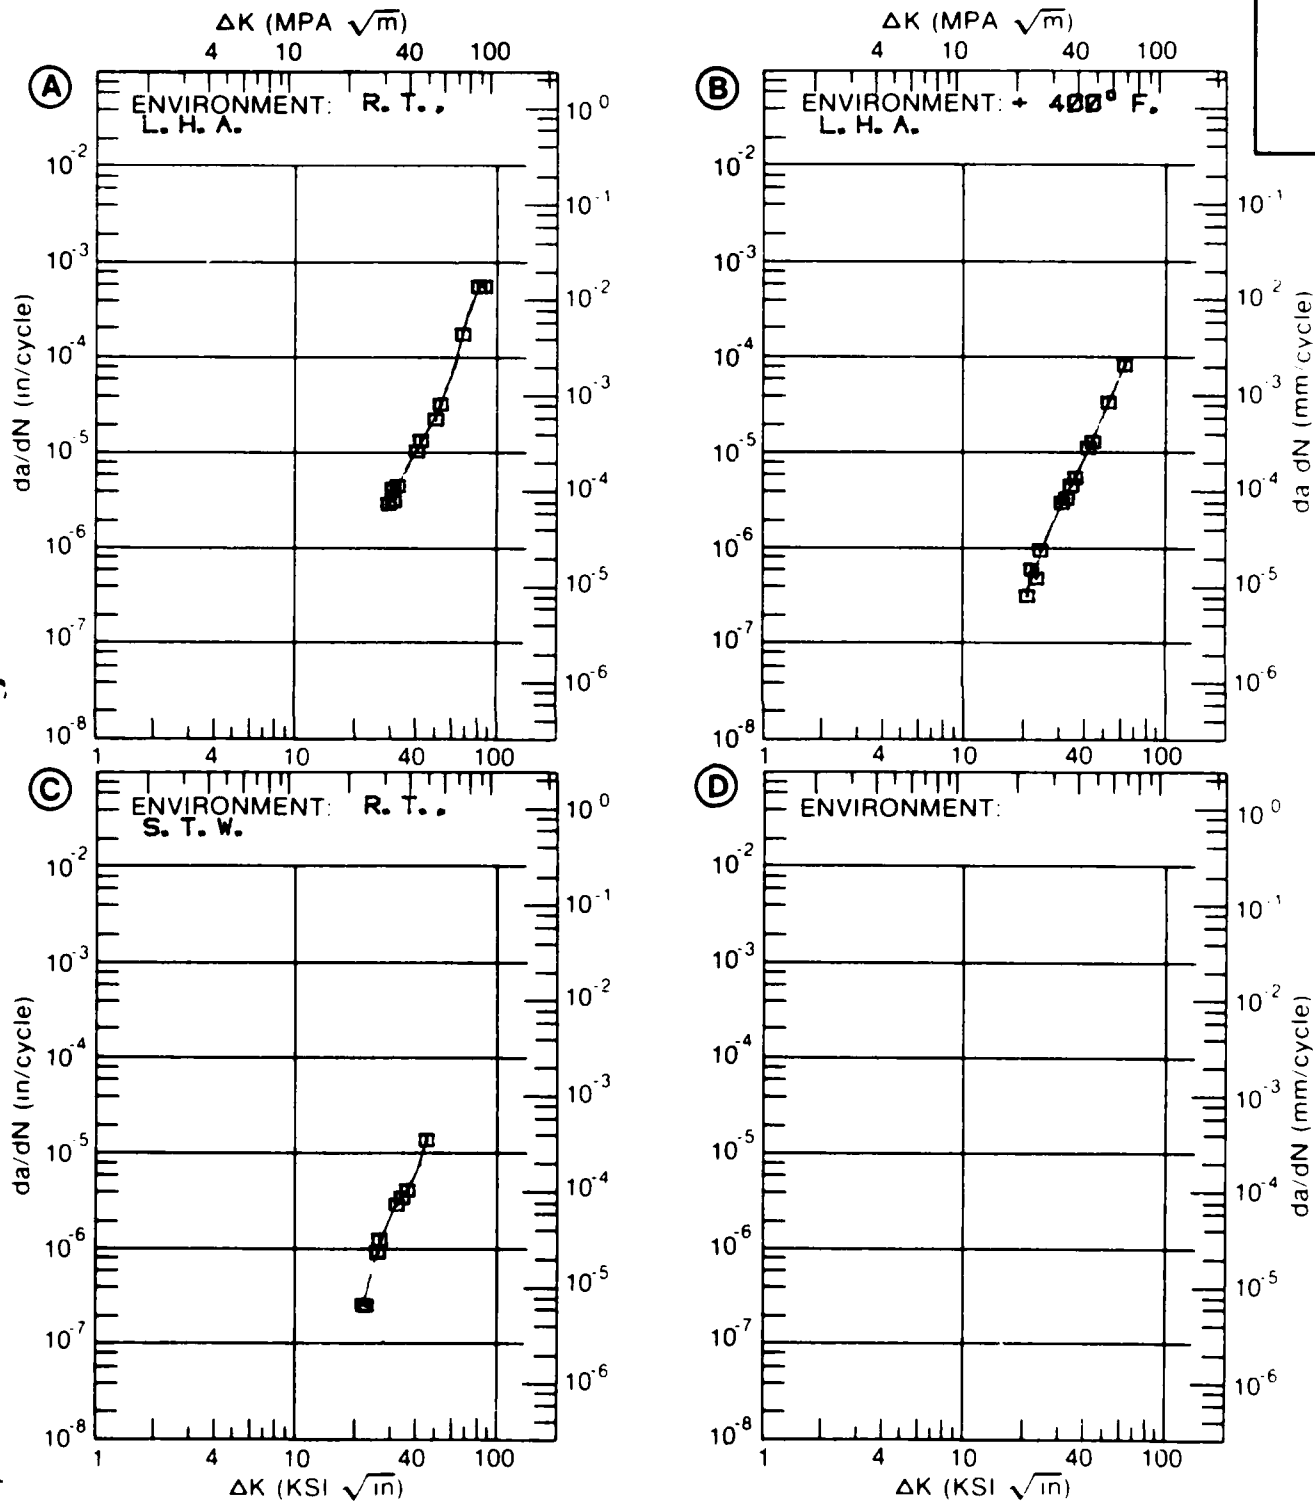 ΔK (MPA √m)
4 10 40 100
A
ENVIRONMENT: R. T.,
L. H. A.
10⁰
10⁻¹
10⁻²
10⁻³
10⁻⁴
10⁻⁵
10⁻⁶
10⁻²
10⁻³
10⁻⁴
10⁻⁵
10⁻⁶
10⁻⁷
10⁻⁸
da/dN (in/cycle)
1 4 10 40 100
ΔK (MPA √m)
4 10 40 100
B
ENVIRONMENT: + 400° F.
L. H. A.
10⁻²
10⁻³
10⁻⁴
10⁻⁵
10⁻⁶
10⁻⁷
10⁻⁸
10⁻¹
10⁻²
10⁻³
10⁻⁴
10⁻⁵
10⁻⁶
da dN (mm/cycle)
1 4 10 40 100
C
ENVIRONMENT: R. T.,
S. T. W.
10⁻²
10⁻³
10⁻⁴
10⁻⁵
10⁻⁶
10⁻⁷
10⁻⁸
10⁰
10⁻¹
10⁻²
10⁻³
10⁻⁴
10⁻⁵
10⁻⁶
da/dN (in/cycle)
1 4 10 40 100
ΔK (KSI √in)
D
ENVIRONMENT:
10⁻²
10⁻³
10⁻⁴
10⁻⁵
10⁻⁶
10⁻⁷
10⁻⁸
10⁰
10⁻¹
10⁻²
10⁻³
10⁻⁴
10⁻⁵
10⁻⁶
da/dN (mm/cycle)
1 4 10 40 100
ΔK (KSI √in)